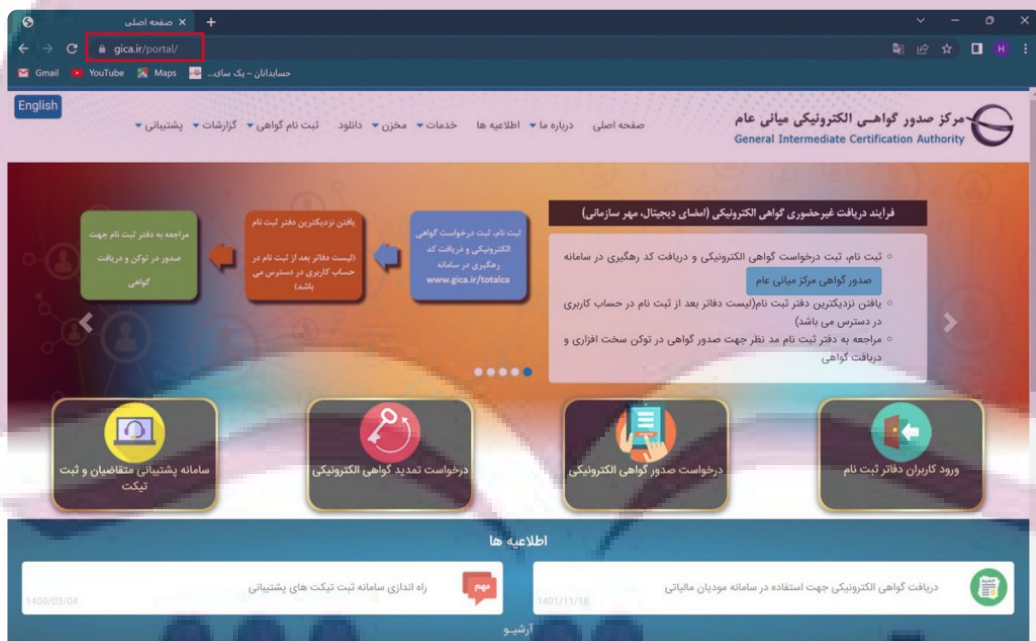 صفحه اصلی
gica.ir/portal/
Gmail YouTube Maps حسابدانان – یک سای...
English
مرکز صدور گواهی الکترونیکی میانی عام
General Intermediate Certification Authority
صفحه اصلی درباره ما اطلاعیه ها خدمات مخزن دانلود ثبت نام گواهی گزارشات پشتیبانی
فرآیند دریافت غیرحضوری گواهی الکترونیکی (امضای دیجیتال، مهر سازمانی)
ثبت نام، ثبت درخواست گواهی الکترونیکی و دریافت کد رهگیری در سامانه
صدور گواهی مرکز میانی عام
یافتن نزدیکترین دفتر ثبت نام(لیست دفاتر بعد از ثبت نام در حساب کاربری
در دسترس می باشد)
مراجعه به دفتر ثبت نام مد نظر جهت صدور گواهی در توکن سخت افزاری و
دریافت گواهی
ثبت نام، ثبت درخواست گواهی
الکترونیکی و دریافت کد
رهگیری در سامانه
www.gica.ir/totalca
یافتن نزدیکترین دفتر ثبت نام
(لیست دفاتر بعد از ثبت نام در
حساب کاربری در دسترس می
باشد)
مراجعه به دفتر ثبت نام جهت
صدور در توکن و دریافت
گواهی
ورود کاربران دفاتر ثبت نام
درخواست صدور گواهی الکترونیکی
درخواست تمدید گواهی الکترونیکی
سامانه پشتیبانی متقاضیان و ثبت
تیکت
اطلاعیه ها
دریافت گواهی الکترونیکی جهت استفاده در سامانه مودیان مالیاتی
1401/11/18
مهم
راه اندازی سامانه ثبت تیکت های پشتیبانی
1400/03/04
آرشیو